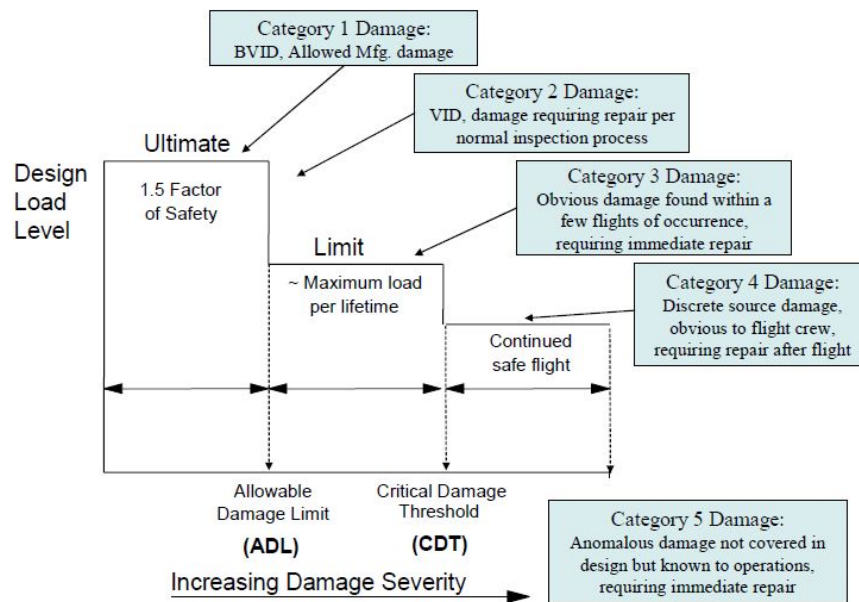 Category 1 Damage:
BVID, Allowed Mfg. damage
Category 2 Damage:
VID, damage requiring repair per
normal inspection process
Ultimate
Design
Load
Level
1.5 Factor
of Safety
Category 3 Damage:
Obvious damage found within a
few flights of occurrence,
requiring immediate repair
Limit
~ Maximum load
per lifetime
Category 4 Damage:
Discrete source damage,
obvious to flight crew,
requiring repair after flight
Continued
safe flight
Allowable
Damage Limit
(ADL)
Critical Damage
Threshold
(CDT)
Category 5 Damage:
Anomalous damage not covered in
design but known to operations,
requiring immediate repair
Increasing Damage Severity